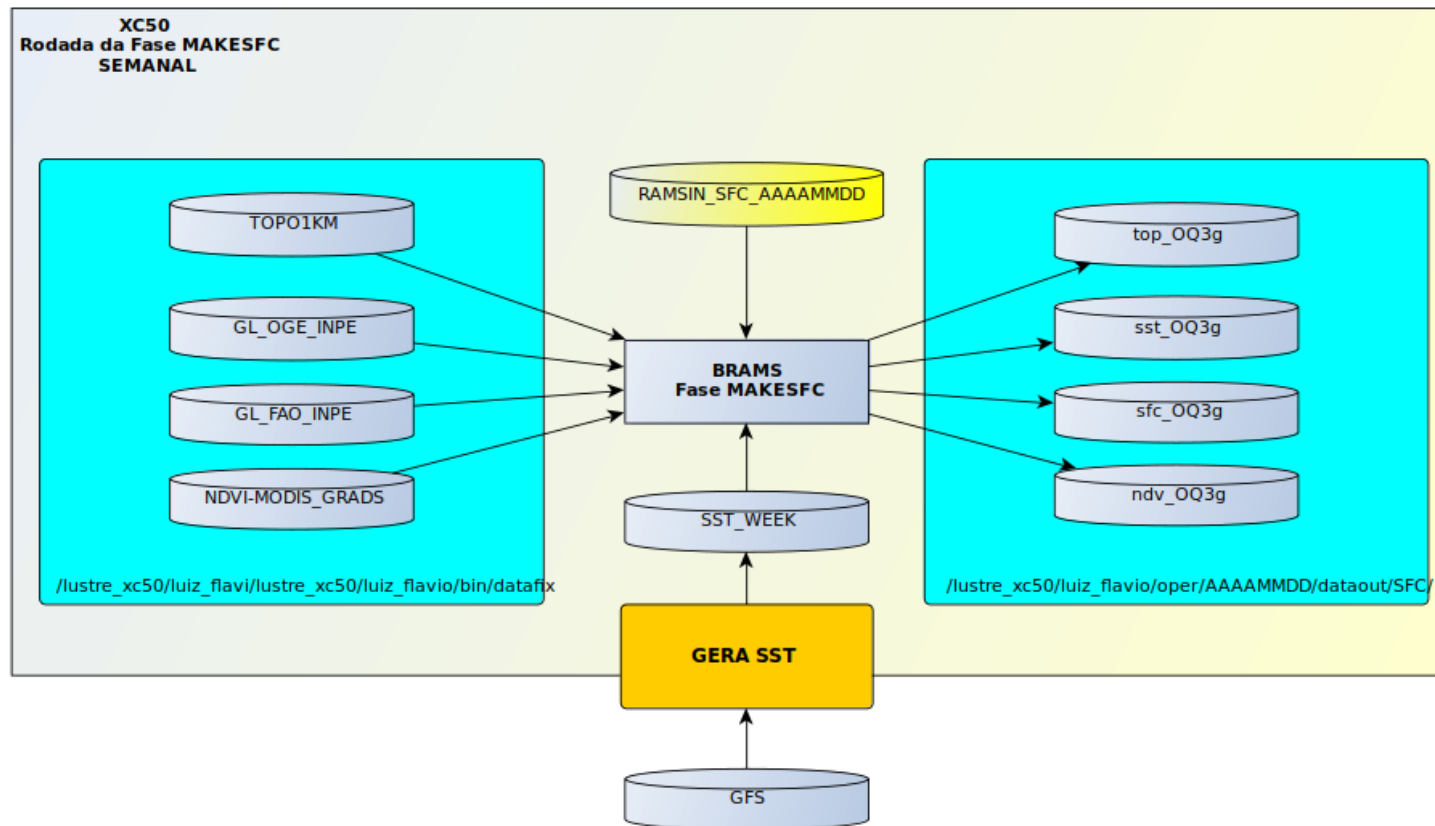 XC50
Rodada da Fase MAKESFC
SEMANAL
TOPO1KM
GL_OGE_INPE
GL_FAO_INPE
NDVI-MODIS_GRADS
/lustre_xc50/luiz_flavi/lustre_xc50/luiz_flavio/bin/datafix
RAMSIN_SFC_AAAAMMDD
BRAMS
Fase MAKESFC
SST_WEEK
GERA SST
GFS
top_OQ3g
sst_OQ3g
sfc_OQ3g
ndv_OQ3g
/lustre_xc50/luiz_flavio/oper/AAAAMMDD/dataout/SFC/